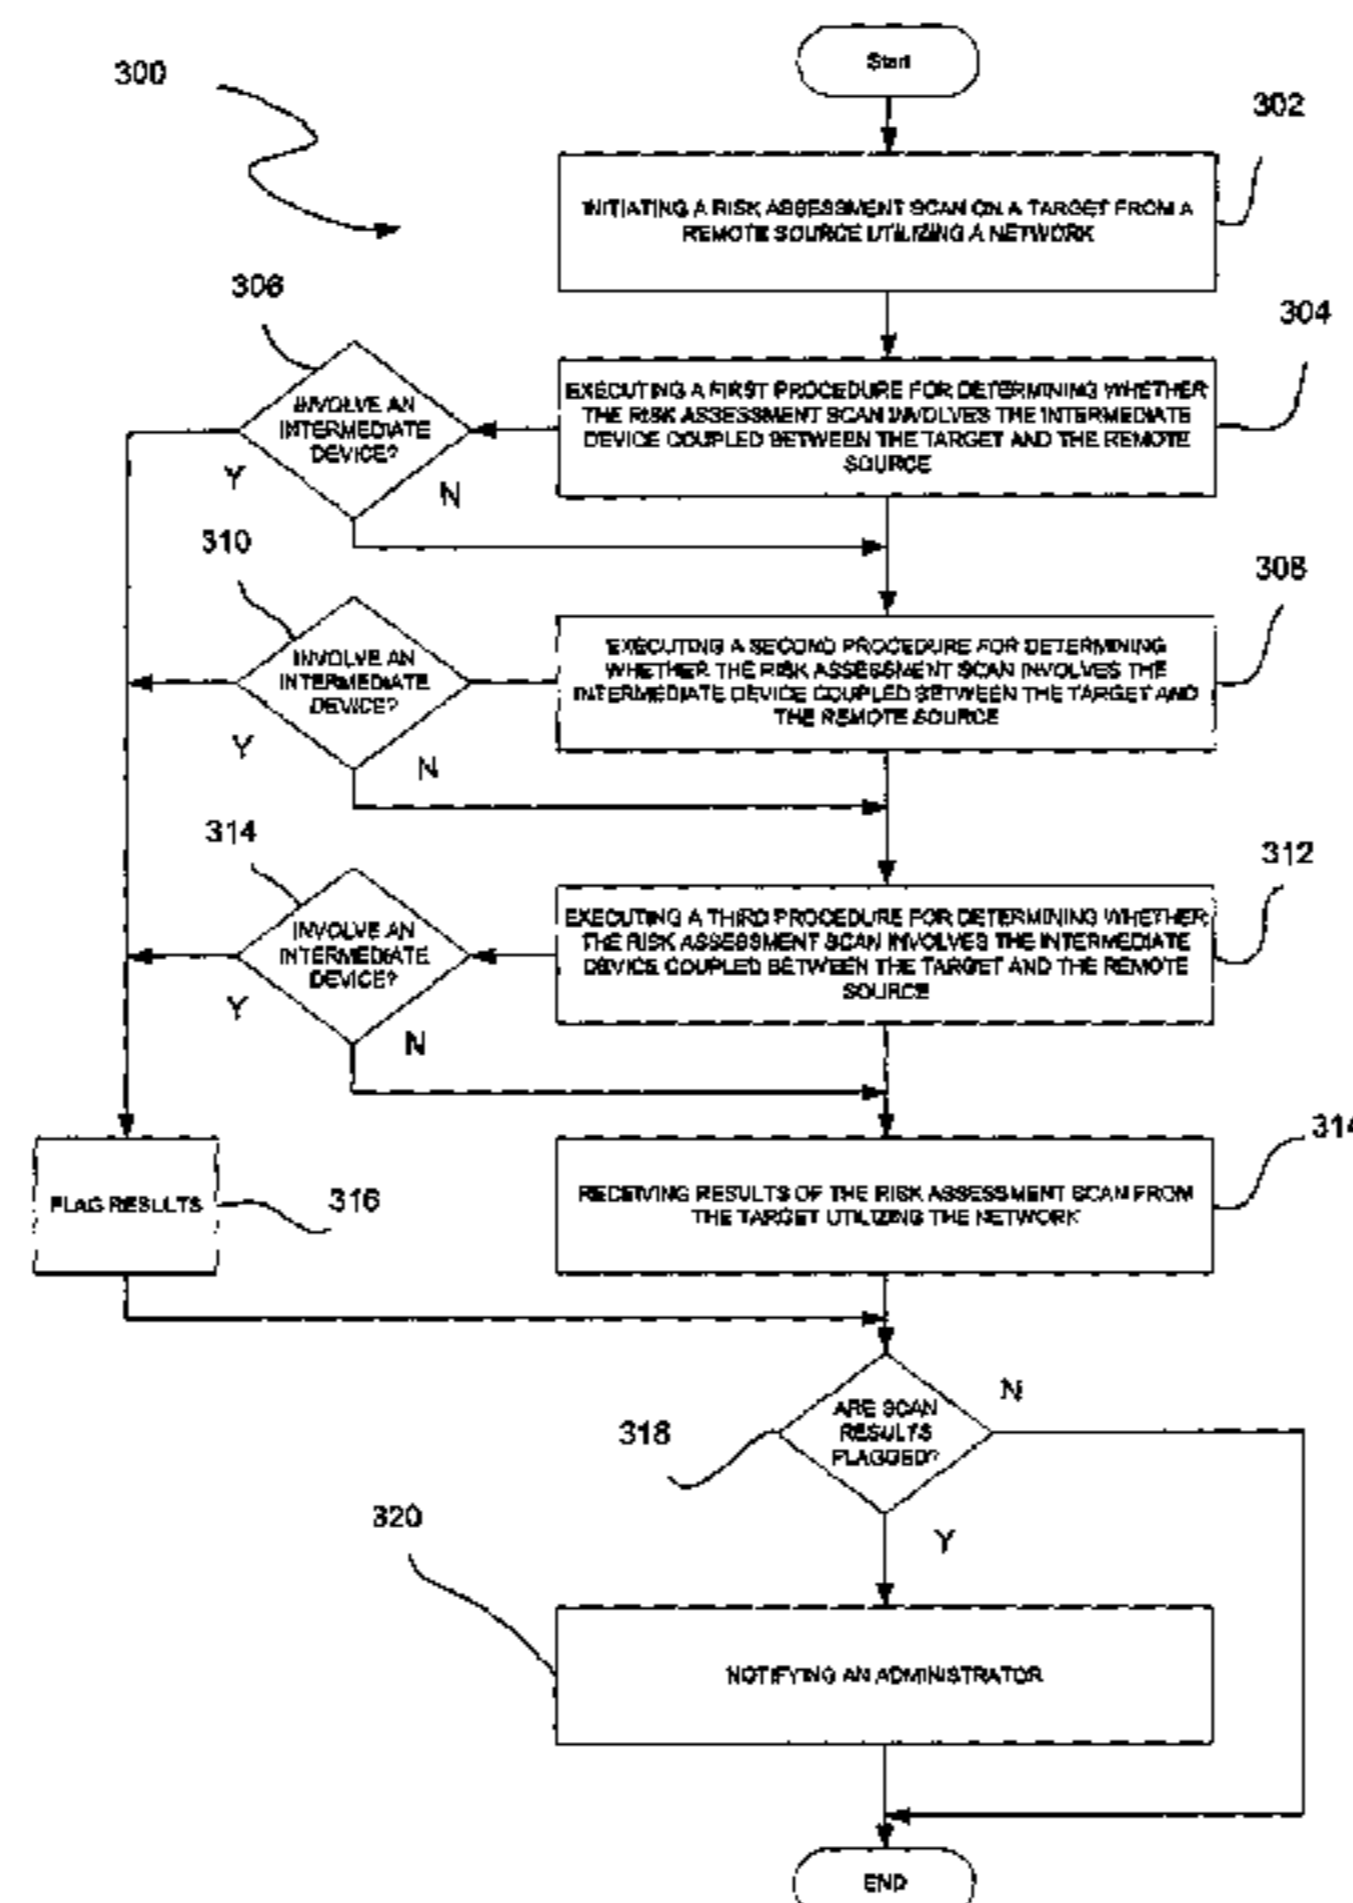 Start
300
302
INITIATING A RISK ASSESSMENT SCAN ON A TARGET FROM A
REMOTE SOURCE UTILIZING A NETWORK
306
304
INVOLVE AN
INTERMEDIATE
DEVICE?
EXECUTING A FIRST PROCEDURE FOR DETERMINING WHETHER
THE RISK ASSESSMENT SCAN INVOLVES THE INTERMEDIATE
DEVICE COUPLED BETWEEN THE TARGET AND THE REMOTE
SOURCE
Y
N
310
308
INVOLVE AN
INTERMEDIATE
DEVICE?
EXECUTING A SECOND PROCEDURE FOR DETERMINING
WHETHER THE RISK ASSESSMENT SCAN INVOLVES THE
INTERMEDIATE DEVICE COUPLED BETWEEN THE TARGET AND
THE REMOTE SOURCE
Y
N
314
312
INVOLVE AN
INTERMEDIATE
DEVICE?
EXECUTING A THIRD PROCEDURE FOR DETERMINING WHETHER
THE RISK ASSESSMENT SCAN INVOLVES THE INTERMEDIATE
DEVICE COUPLED BETWEEN THE TARGET AND THE REMOTE
SOURCE
Y
N
314
FLAG RESULTS
316
RECEIVING RESULTS OF THE RISK ASSESSMENT SCAN FROM
THE TARGET UTILIZING THE NETWORK
318
ARE SCAN
RESULTS
FLAGGED?
N
Y
320
NOTIFYING AN ADMINISTRATOR
END